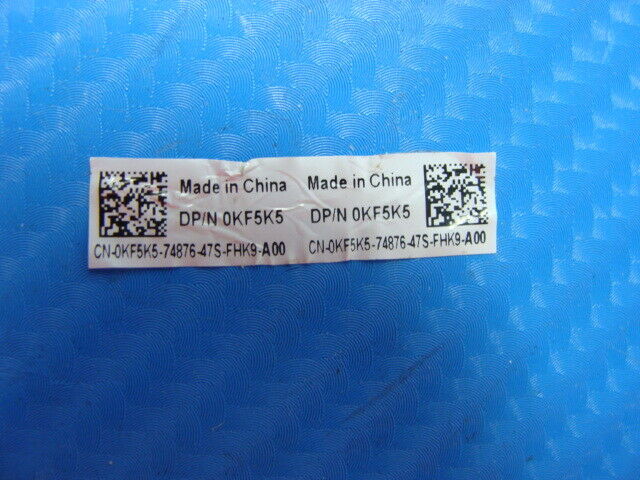 Made in China
DP/N 0KF5K5
CN-0KF5K5-74876-47S-FHK9-A00
Made in China
DP/N 0KF5K5
CN-0KF5K5-74876-47S-FHK9-A00